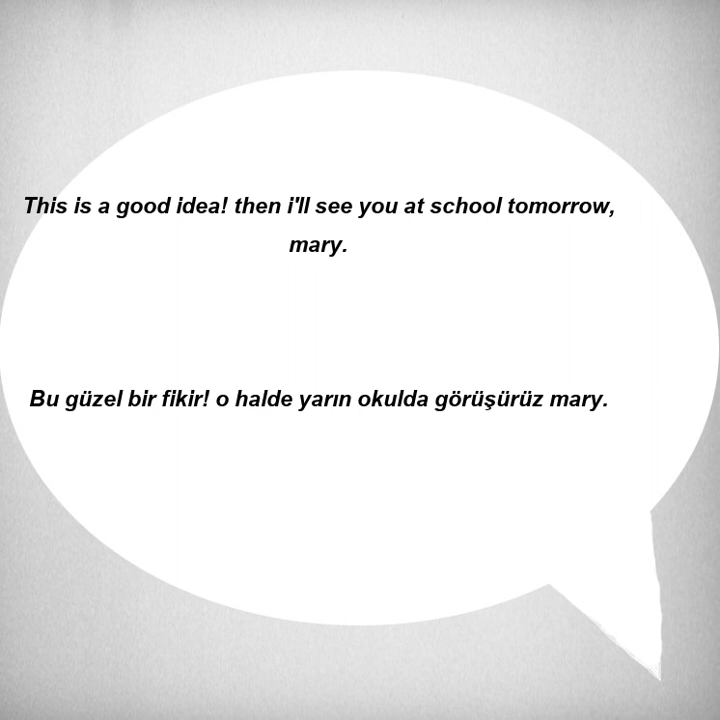 This is a good idea! then i'll see you at school tomorrow,
mary.
Bu güzel bir fikir! o halde yarın okulda görüşürüz mary.